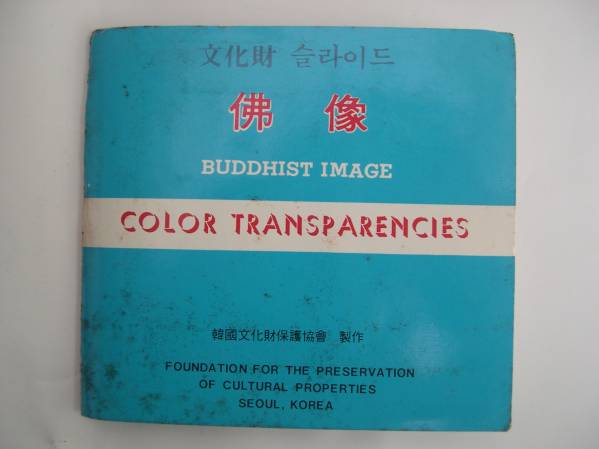 文化財 슬라이드
佛 像
BUDDHIST IMAGE
COLOR TRANSPARENCIES
韓國文化財保護協會 製作
FOUNDATION FOR THE PRESERVATION
OF CULTURAL PROPERTIES
SEOUL, KOREA